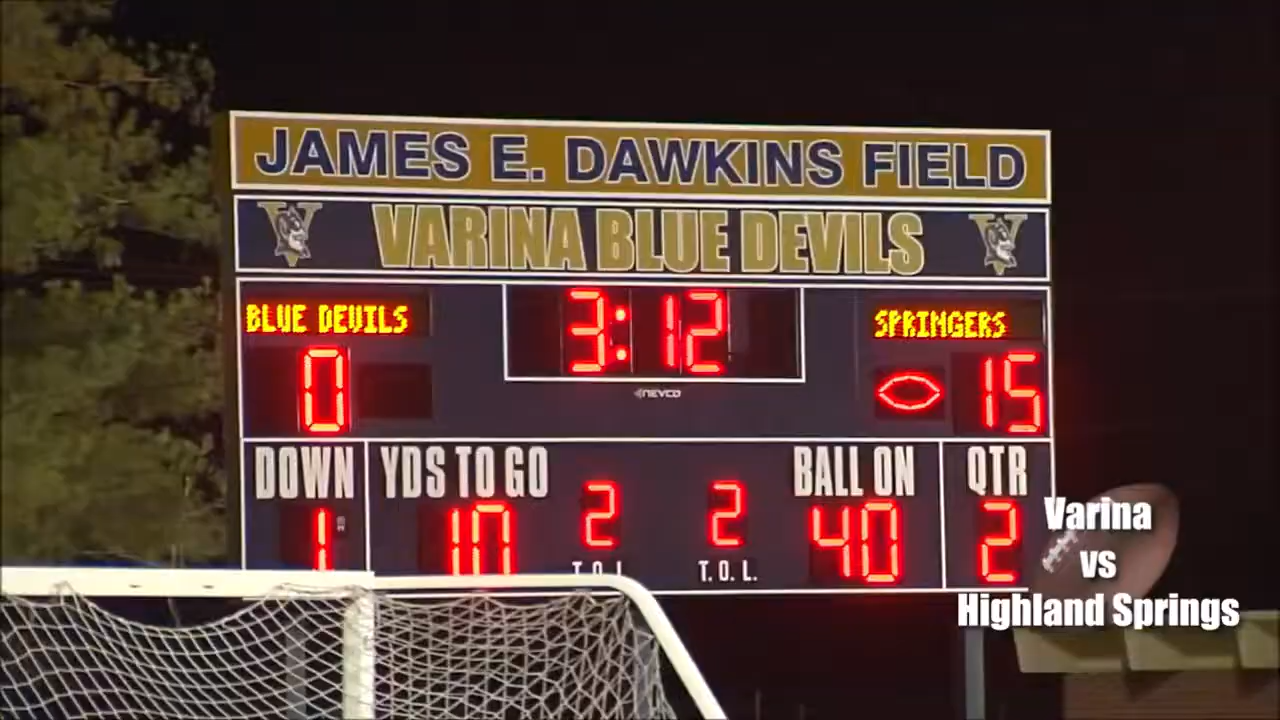 JAMES E. DAWKINS FIELD
VARINA BLUE DEVILS
BLUE DEVILS
3:12
SPRINGERS
0
15
NEVCO
DOWN
YDS TO GO
BALL ON
QTR
1
10
2
2
40
2
T.O.L.
T.O.L.
Varina
vs
Highland Springs